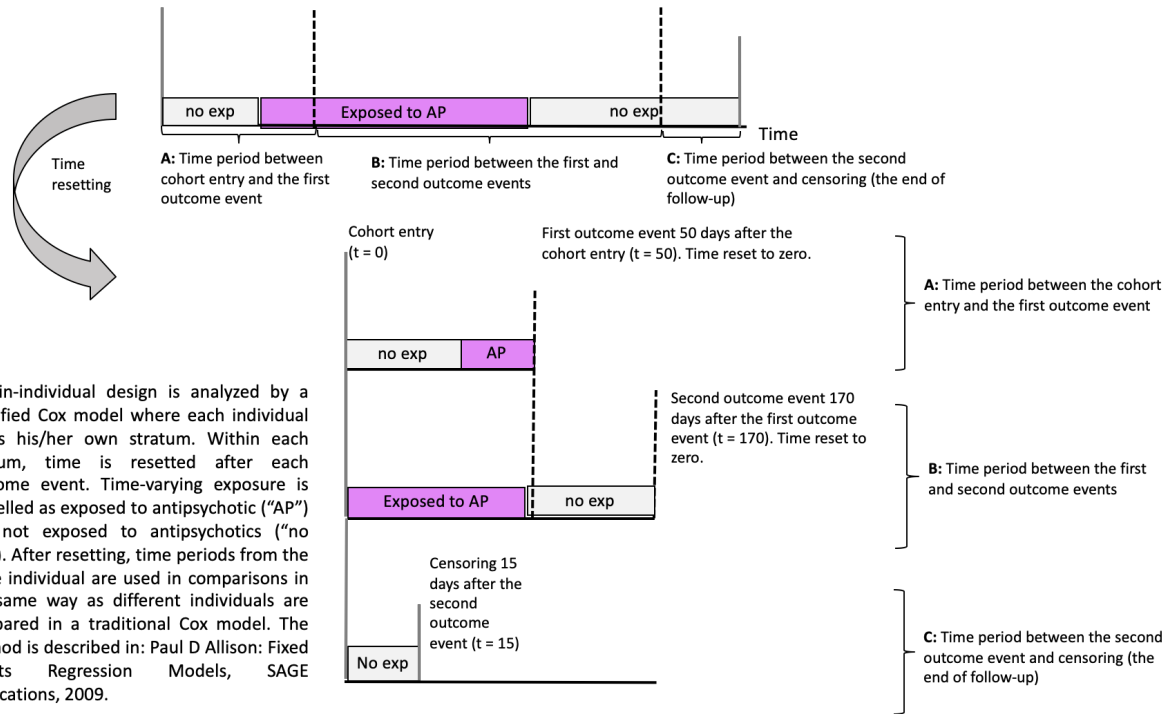 no exp
Exposed to AP
no exp
Time
Time
resetting
A: Time period between
cohort entry and the first
outcome event
B: Time period between the first and
second outcome events
C: Time period between the second
outcome event and censoring (the end of
follow-up)
Cohort entry
(t = 0)
First outcome event 50 days after the
cohort entry (t = 50). Time reset to zero.
A: Time period between the cohort
entry and the first outcome event
no exp
AP
Second outcome event 170
days after the first outcome
event (t = 170). Time reset to
zero.
B: Time period between the first
and second outcome events
Exposed to AP
no exp
Censoring 15
days after the
second
outcome
event (t = 15)
No exp
C: Time period between the second
outcome event and censoring (the
end of follow-up)
in-individual design is analyzed by a
fied Cox model where each individual
s his/her own stratum. Within each
um, time is resetted after each
ome event. Time-varying exposure is
elled as exposed to antipsychotic (“AP”)
not exposed to antipsychotics (“no
). After resetting, time periods from the
e individual are used in comparisons in
same way as different individuals are
pared in a traditional Cox model. The
nod is described in: Paul D Allison: Fixed
ts Regression Models, SAGE
cations, 2009.